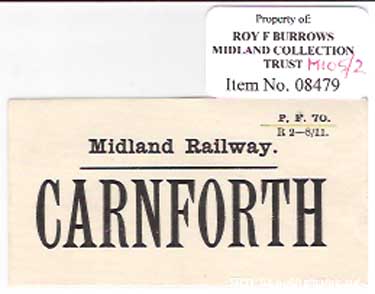 Property of:
ROY F BURROWS
MIDLAND COLLECTION
TRUST M105/2
Item No. 08479
P. F. 70.
R 2—8/11.
Midland Railway.
CARNFORTH